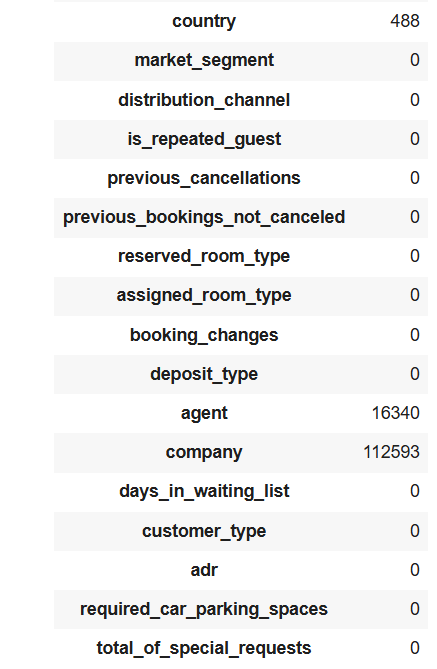 country 488
market_segment 0
distribution_channel 0
is_repeated_guest 0
previous_cancellations 0
previous_bookings_not_canceled 0
reserved_room_type 0
assigned_room_type 0
booking_changes 0
deposit_type 0
agent 16340
company 112593
days_in_waiting_list 0
customer_type 0
adr 0
required_car_parking_spaces 0
total_of_special_requests 0